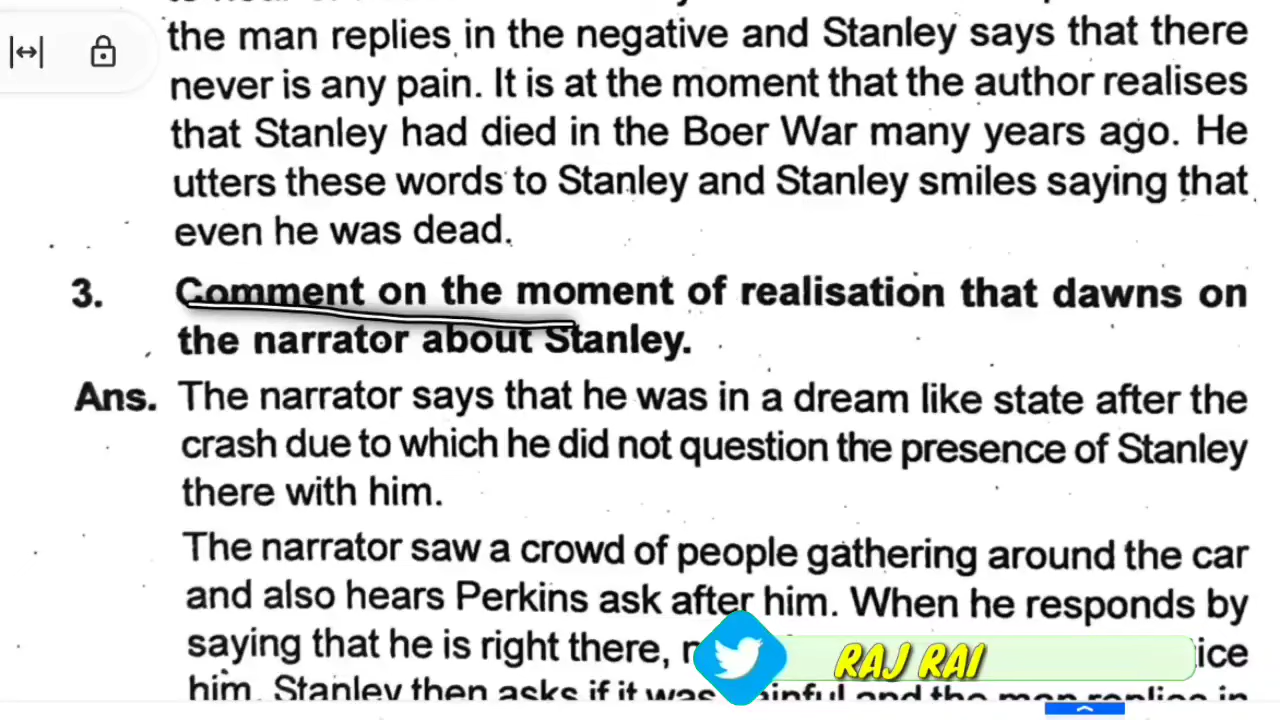 the man replies in the negative and Stanley says that there
never is any pain. It is at the moment that the author realises
that Stanley had died in the Boer War many years ago. He
utters these words to Stanley and Stanley smiles saying that
even he was dead.
3. Comment on the moment of realisation that dawns on
the narrator about Stanley.
Ans. The narrator says that he was in a dream like state after the
crash due to which he did not question the presence of Stanley
there with him.
The narrator saw a crowd of people gathering around the car
and also hears Perkins ask after him. When he responds by
saying that he is right there,
RAJ RAI
him. Stanley then asks if it was painful and the man replies in